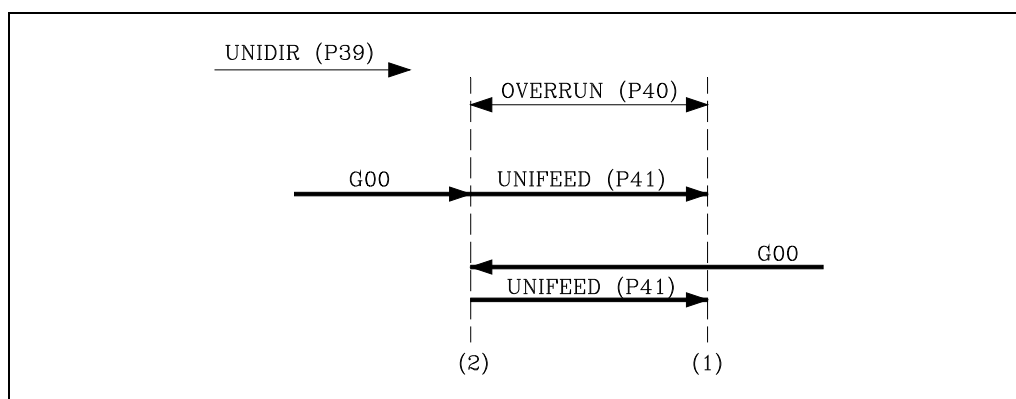 UNIDIR (P39)
OVERRUN (P40)
G00 UNIFEED (P41)
G00
UNIFEED (P41)
(2) (1)